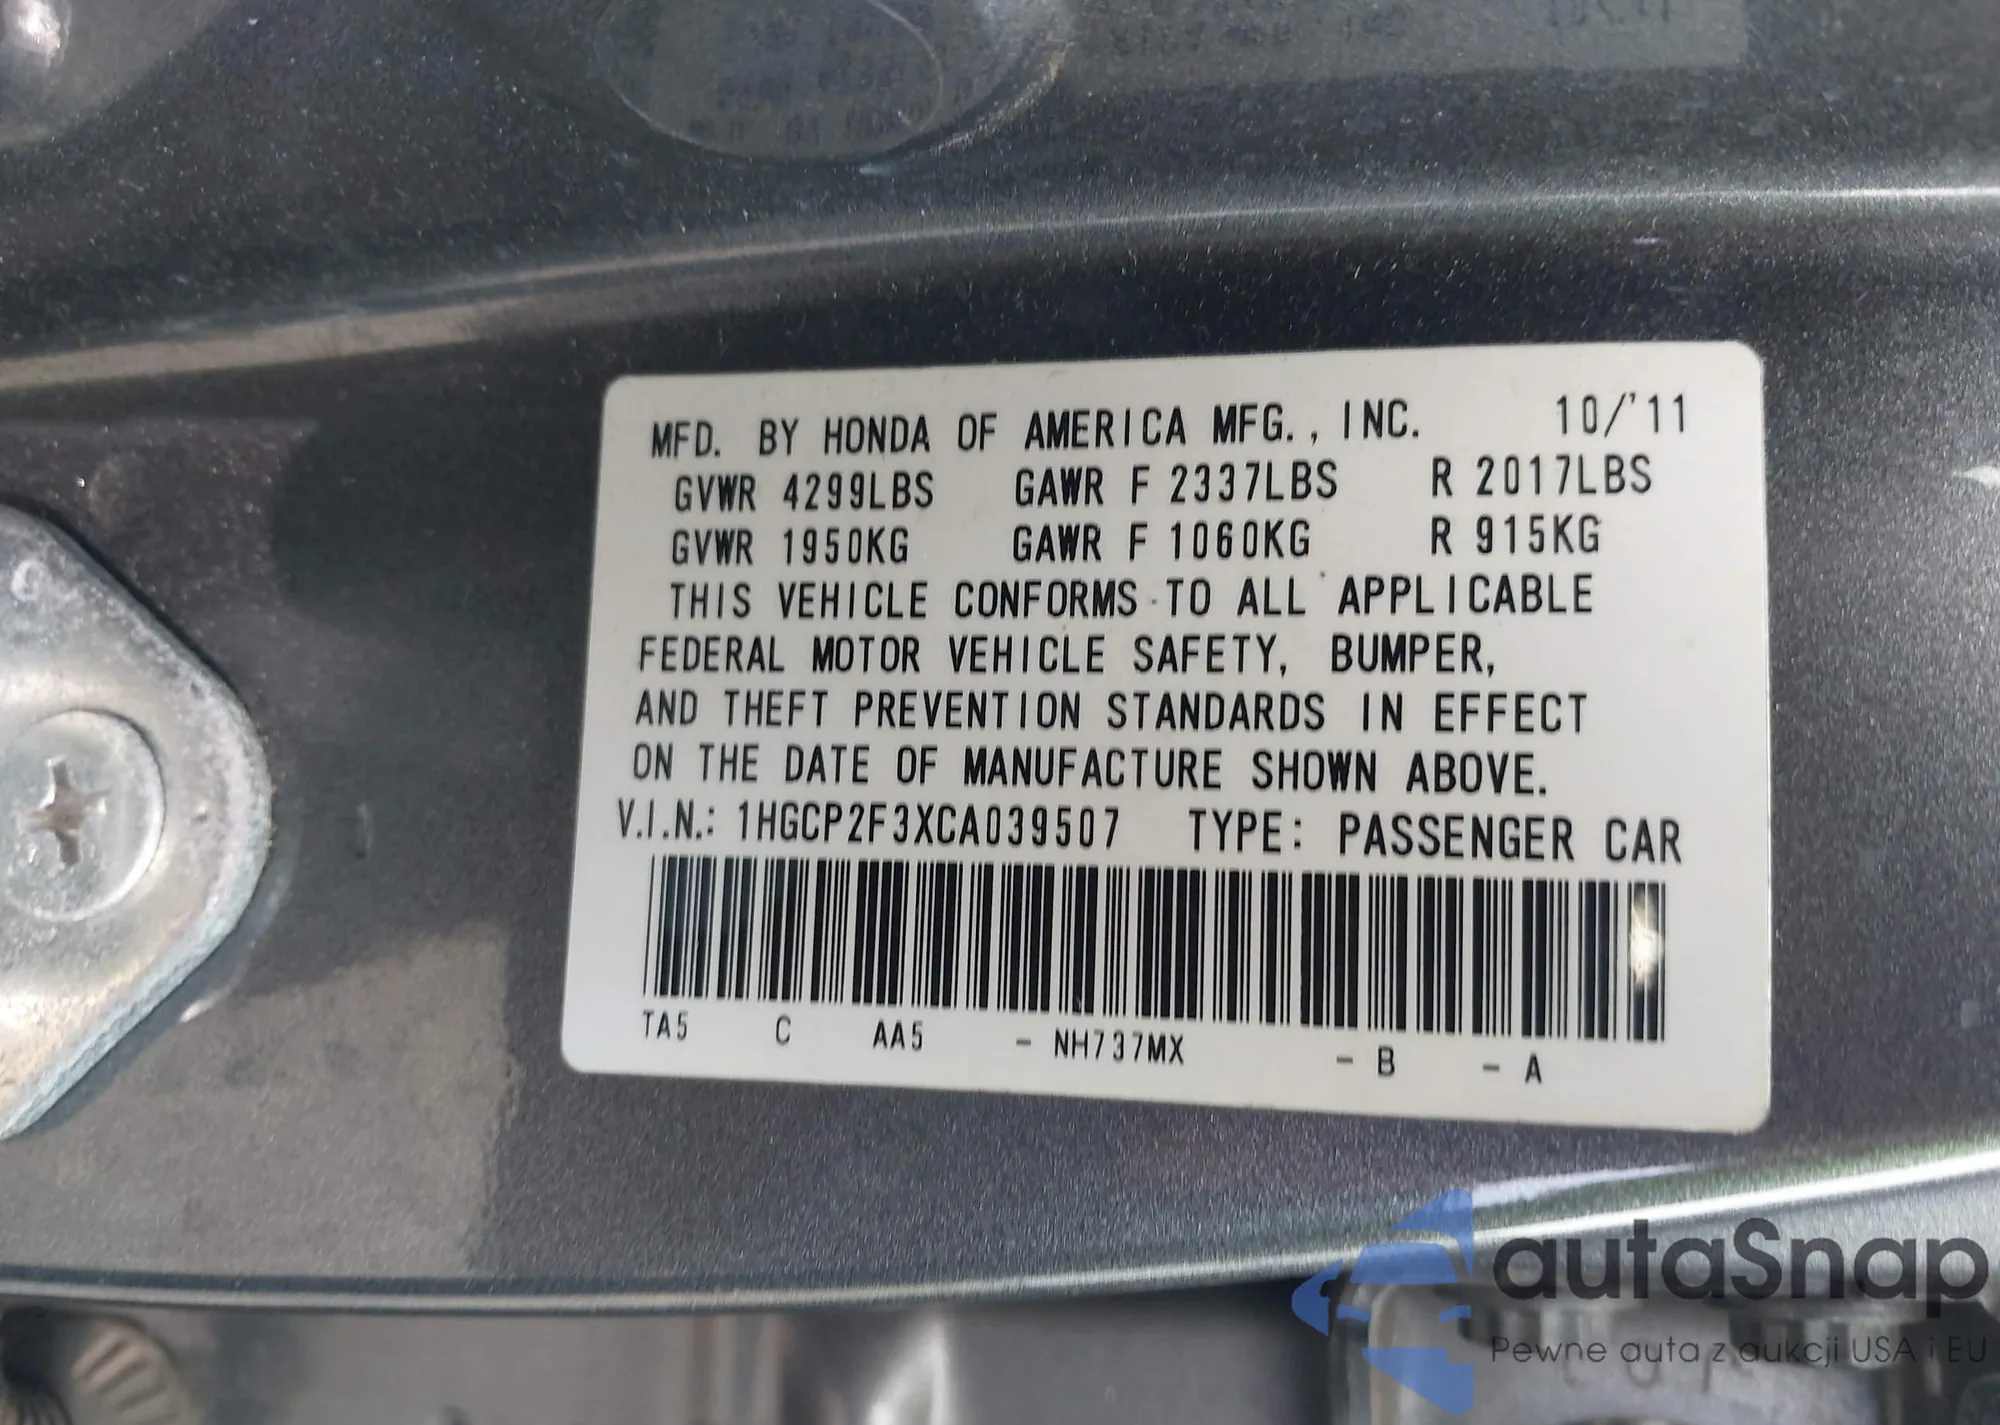 MFD. BY HONDA OF AMERICA MFG., INC. 10/'11
GVWR 4299LBS GAWR F 2337LBS R 2017LBS
GVWR 1950KG GAWR F 1060KG R 915KG
THIS VEHICLE CONFORMS TO ALL APPLICABLE
FEDERAL MOTOR VEHICLE SAFETY, BUMPER,
AND THEFT PREVENTION STANDARDS IN EFFECT
ON THE DATE OF MANUFACTURE SHOWN ABOVE.
V.I.N.: 1HGCP2F3XCA039507 TYPE: PASSENGER CAR
TA5 C AA5 - NH737MX - B - A
autaSnap
Pewne auta z aukcji USA i EU